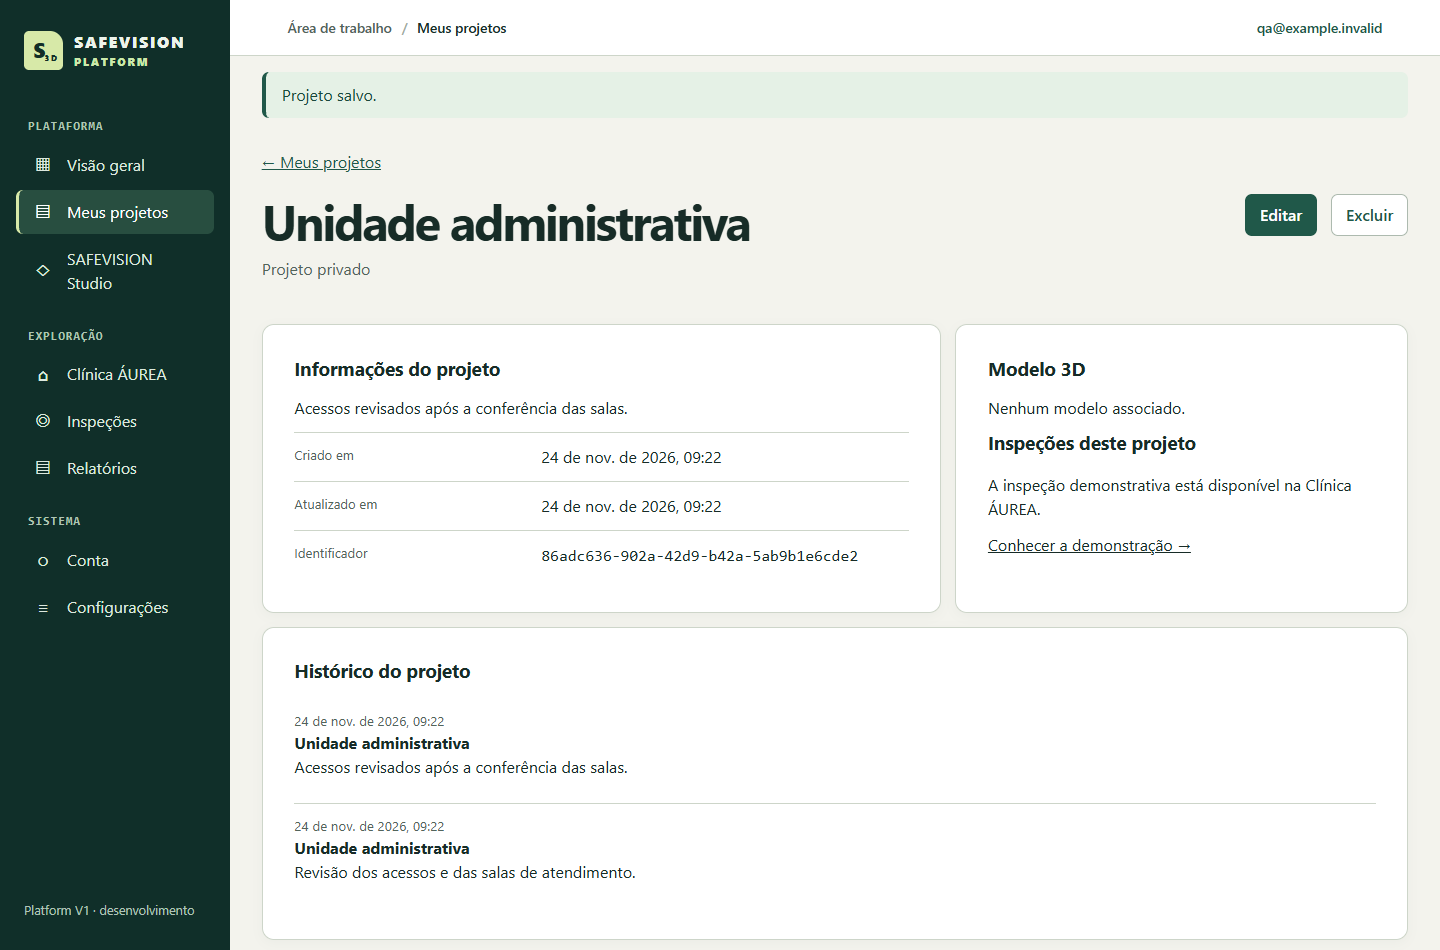 S3D
SAFEVISION
PLATFORM
PLATAFORMA
Visão geral
Meus projetos
SAFEVISION
Studio
EXPLORAÇÃO
Clínica ÁUREA
Inspeções
Relatórios
SISTEMA
Conta
Configurações
Platform V1 · desenvolvimento
Área de trabalho / Meus projetos
qa@example.invalid
Projeto salvo.
← Meus projetos
Unidade administrativa
Editar
Excluir
Projeto privado
Informações do projeto
Acessos revisados após a conferência das salas.
Criado em 24 de nov. de 2026, 09:22
Atualizado em 24 de nov. de 2026, 09:22
Identificador 86adc636-902a-42d9-b42a-5ab9b1e6cde2
Modelo 3D
Nenhum modelo associado.
Inspeções deste projeto
A inspeção demonstrativa está disponível na Clínica
ÁUREA.
Conhecer a demonstração →
Histórico do projeto
24 de nov. de 2026, 09:22
Unidade administrativa
Acessos revisados após a conferência das salas.
24 de nov. de 2026, 09:22
Unidade administrativa
Revisão dos acessos e das salas de atendimento.